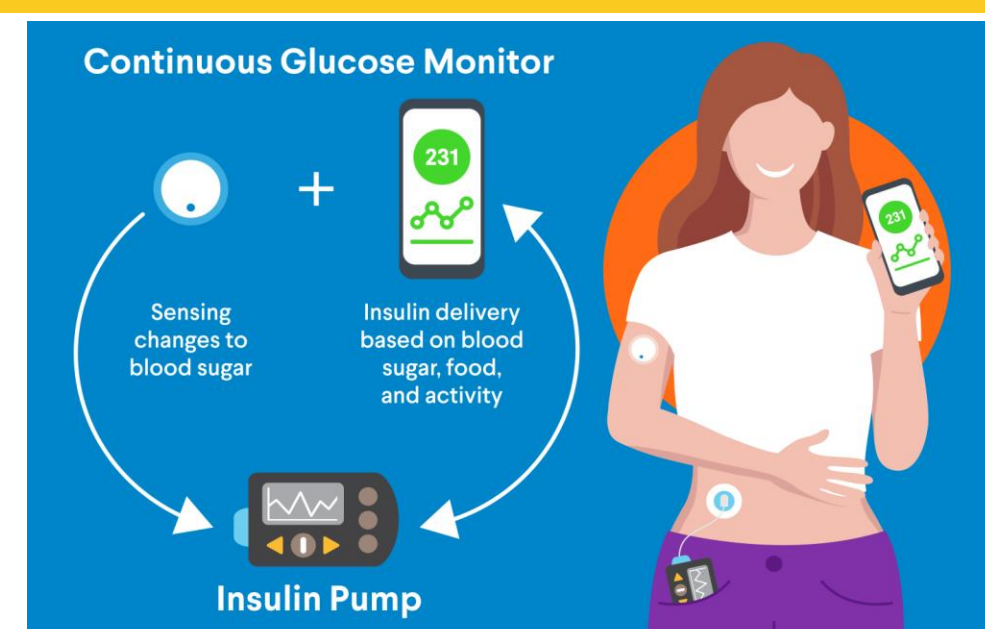 Continuous Glucose Monitor
231
Sensing
changes to
blood sugar
Insulin delivery
based on blood
sugar, food,
and activity
Insulin Pump
231